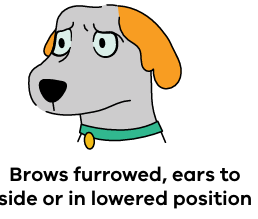 Brows furrowed, ears to
side or in lowered position